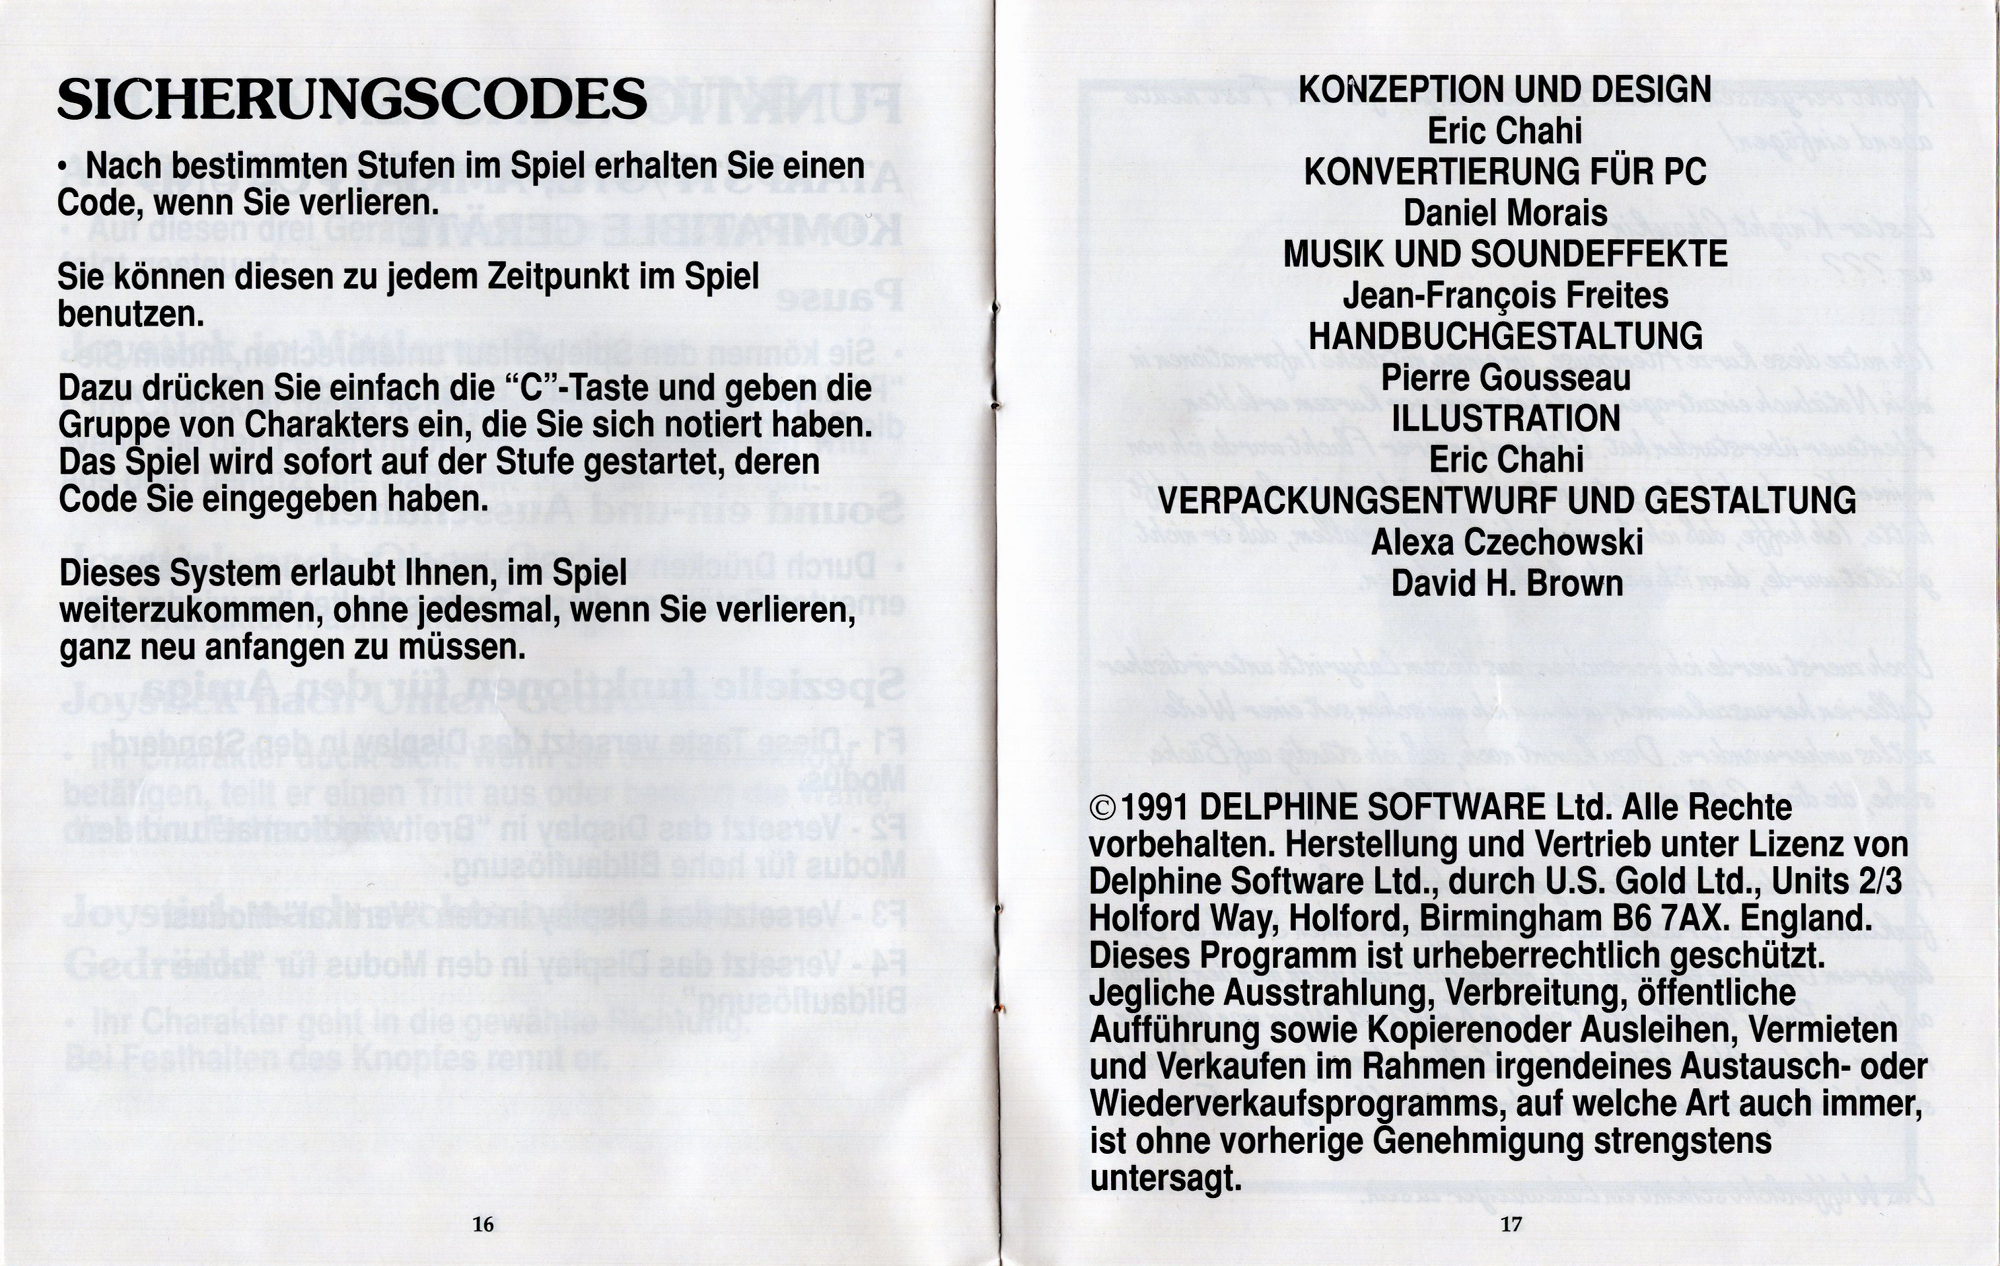 SICHERUNGSCODES
• Nach bestimmten Stufen im Spiel erhalten Sie einen
Code, wenn Sie verlieren.
Sie können diesen zu jedem Zeitpunkt im Spiel
benutzen.
Dazu drücken Sie einfach die “C”-Taste und geben die
Gruppe von Charakters ein, die Sie sich notiert haben.
Das Spiel wird sofort auf der Stufe gestartet, deren
Code Sie eingegeben haben.
Dieses System erlaubt Ihnen, im Spiel
weiterzukommen, ohne jedesmal, wenn Sie verlieren,
ganz neu anfangen zu müssen.
16
KONZEPTION UND DESIGN
Eric Chahi
KONVERTIERUNG FÜR PC
Daniel Morais
MUSIK UND SOUNDEFFEKTE
Jean-François Freites
HANDBUCHGESTALTUNG
Pierre Gousseau
ILLUSTRATION
Eric Chahi
VERPACKUNGSENTWURF UND GESTALTUNG
Alexa Czechowski
David H. Brown
© 1991 DELPHINE SOFTWARE Ltd. Alle Rechte
vorbehalten. Herstellung und Vertrieb unter Lizenz von
Delphine Software Ltd., durch U.S. Gold Ltd., Units 2/3
Holford Way, Holford, Birmingham B6 7AX. England.
Dieses Programm ist urheberrechtlich geschützt.
Jegliche Ausstrahlung, Verbreitung, öffentliche
Aufführung sowie Kopierenoder Ausleihen, Vermieten
und Verkaufen im Rahmen irgendeines Austausch- oder
Wiederverkaufsprogramms, auf welche Art auch immer,
ist ohne vorherige Genehmigung strengstens
untersagt.
17